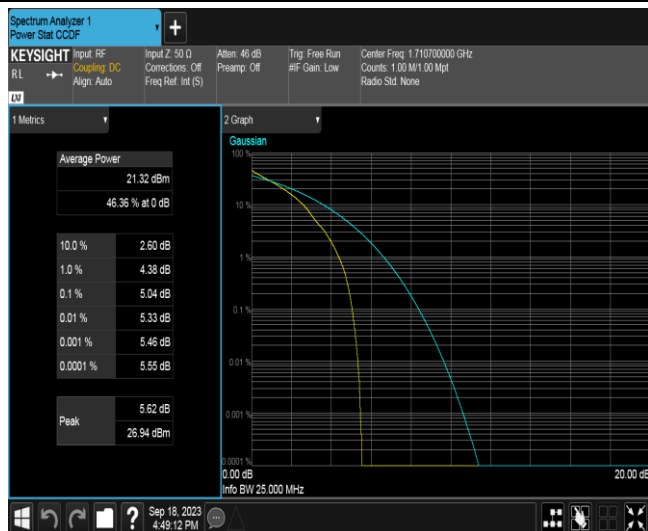 Spectrum Analyzer 1
Power Stat CCDF
KEYSIGHT
RL
LXI
Input: RF
Coupling: DC
Align: Auto
Input Z: 50 Ω
Corrections: Off
Freq Ref: Int (S)
Atten: 46 dB
Preamp: Off
Trig: Free Run
#IF Gain: Low
Center Freq: 1.710700000 GHz
Counts: 1.00 M/1.00 Mpt
Radio Std: None
1 Metrics
Average Power
21.32 dBm
46.36 % at 0 dB
10.0 % 2.60 dB
1.0 % 4.38 dB
0.1 % 5.04 dB
0.01 % 5.33 dB
0.001 % 5.46 dB
0.0001 % 5.55 dB
Peak
5.62 dB
26.94 dBm
2 Graph
Gaussian
100 %
10 %
1 %
0.1 %
0.01 %
0.001 %
0.0001 %
0.00 dB 20.00 dB
Info BW 25.000 MHz
? Sep 18, 2023
4:49:12 PM